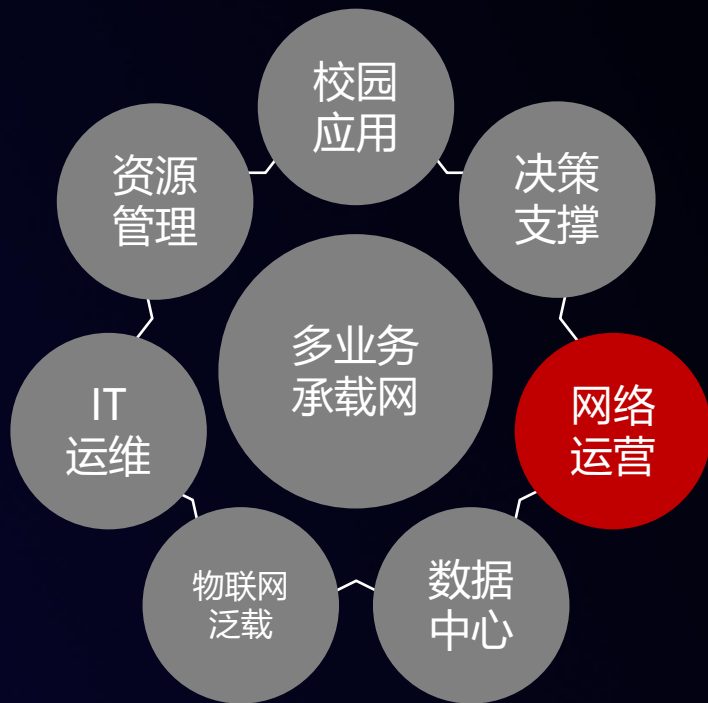 校园
应用
资源
管理
决策
支撑
多业务
承载网
IT
运维
网络
运营
物联网
泛载
数据
中心